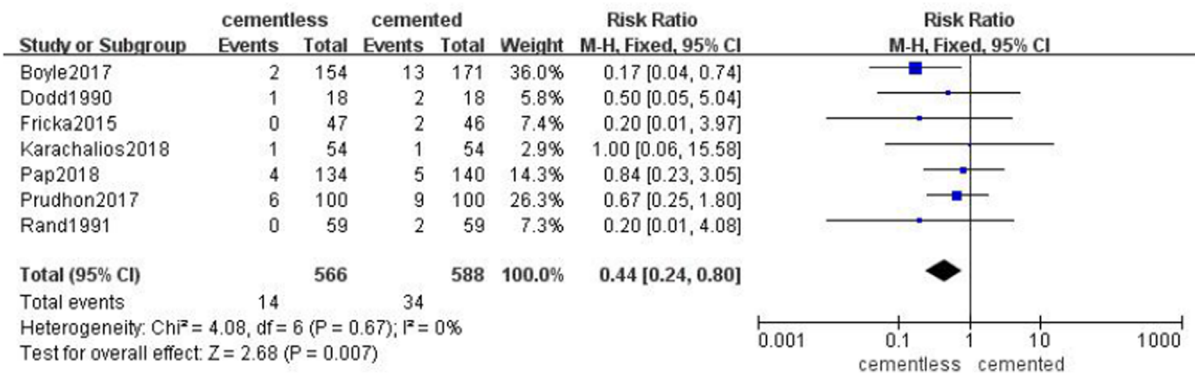 cementless cemented Risk Ratio Risk Ratio
Study or Subgroup Events Total Events Total Weight M-H, Fixed, 95% CI M-H, Fixed, 95% CI
Boyle2017 2 154 13 171 36.0% 0.17 [0.04, 0.74]
Dodd1990 1 18 2 18 5.8% 0.50 [0.05, 5.04]
Fricka2015 0 47 2 46 7.4% 0.20 [0.01, 3.97]
Karachalios2018 1 54 1 54 2.9% 1.00 [0.06, 15.58]
Pap2018 4 134 5 140 14.3% 0.84 [0.23, 3.05]
Prudhon2017 6 100 9 100 26.3% 0.67 [0.25, 1.80]
Rand1991 0 59 2 59 7.3% 0.20 [0.01, 4.08]
Total (95% CI) 566 588 100.0% 0.44 [0.24, 0.80]
Total events 14 34
Heterogeneity: Chi² = 4.08, df = 6 (P = 0.67); I² = 0%
Test for overall effect: Z = 2.68 (P = 0.007)
0.001 0.1 1 10 1000
cementless cemented